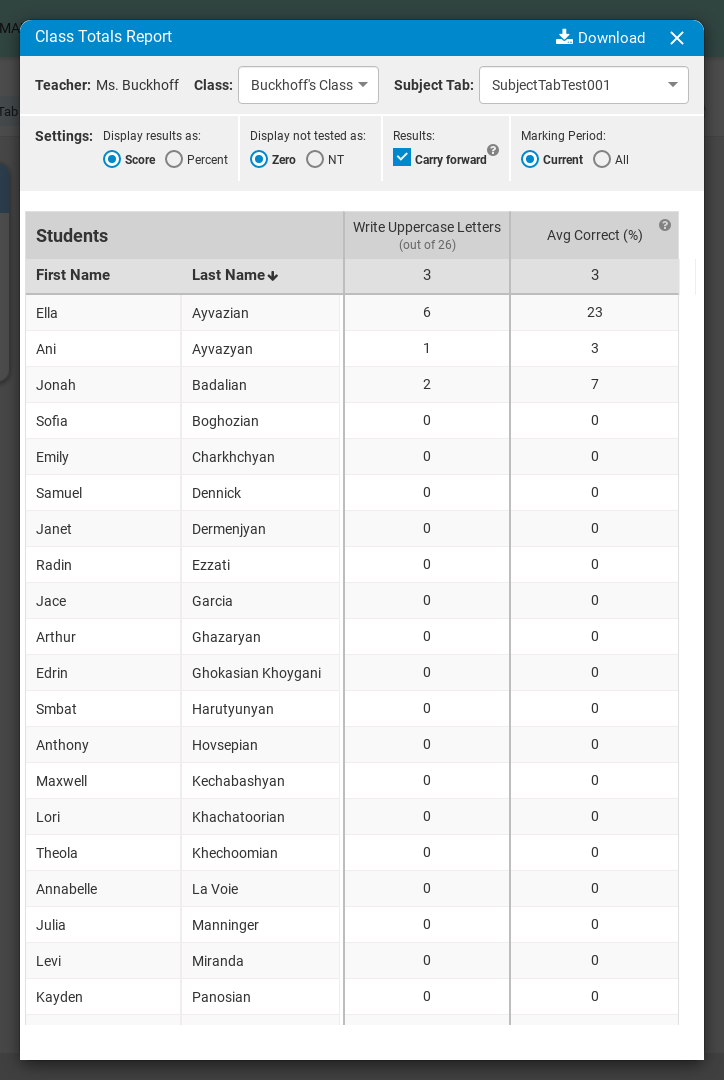 MA
Class Totals Report Download
Teacher: Ms. Buckhoff Class: Buckhoff's Class Subject Tab: SubjectTabTest001
Tab
Settings: Display results as: Display not tested as: Results: Marking Period:
Score Percent Zero NT Carry forward ? Current All
Students Write Uppercase Letters (out of 26) Avg Correct (%) ?
First Name Last Name 3 3
Ella Ayvazian 6 23
Ani Ayvazyan 1 3
Jonah Badalian 2 7
Sofia Boghozian 0 0
Emily Charkhchyan 0 0
Samuel Dennick 0 0
Janet Dermenjyan 0 0
Radin Ezzati 0 0
Jace Garcia 0 0
Arthur Ghazaryan 0 0
Edrin Ghokasian Khoygani 0 0
Smbat Harutyunyan 0 0
Anthony Hovsepian 0 0
Maxwell Kechabashyan 0 0
Lori Khachatoorian 0 0
Theola Khechoomian 0 0
Annabelle La Voie 0 0
Julia Manninger 0 0
Levi Miranda 0 0
Kayden Panosian 0 0